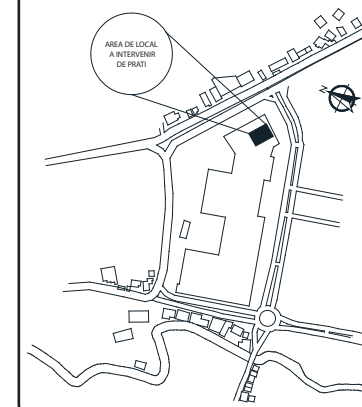 AREA DE LOCAL
A INTERVENIR
DE PRATI
N